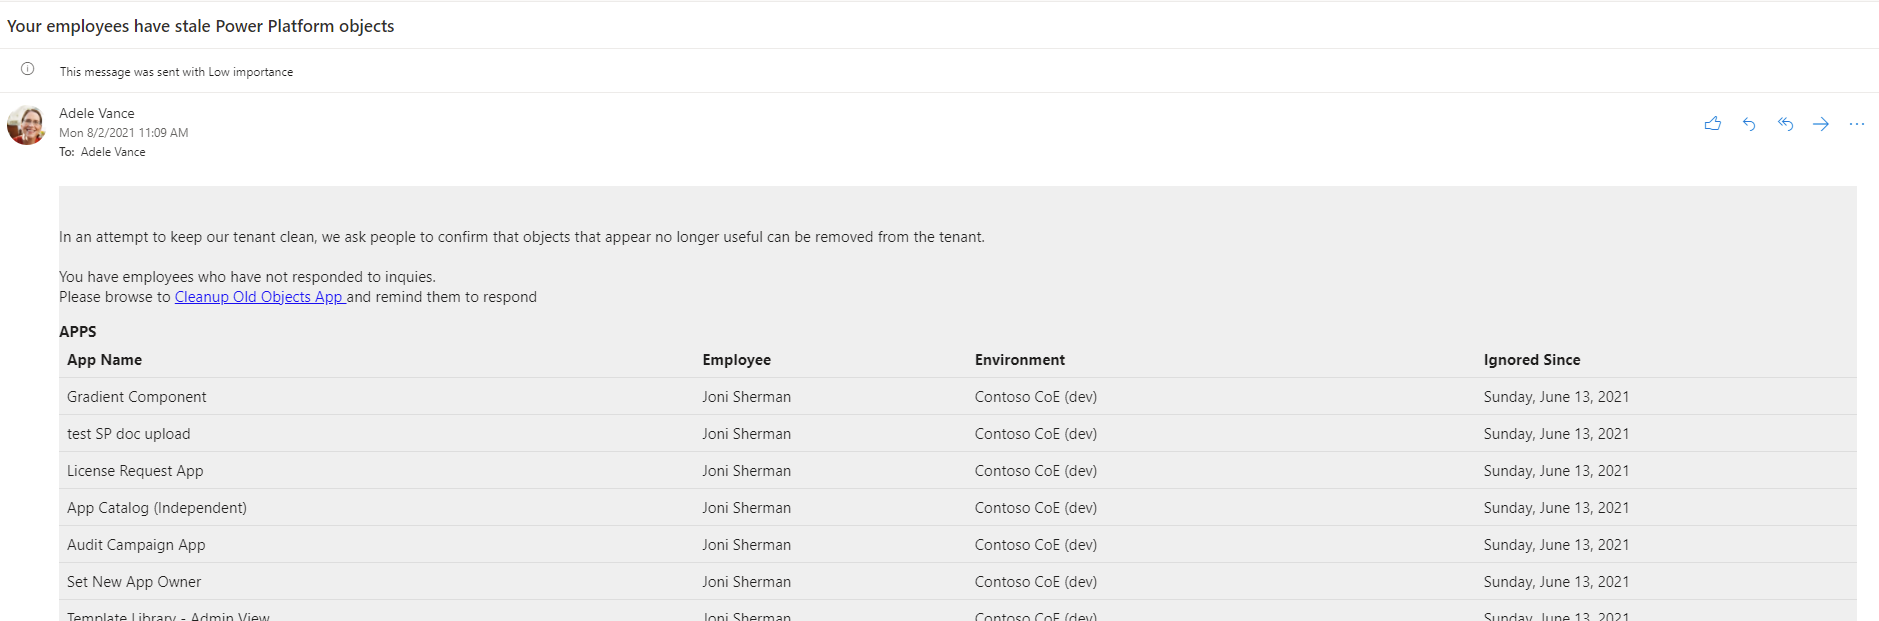 Your employees have stale Power Platform objects
This message was sent with Low importance
Adele Vance
Mon 8/2/2021 11:09 AM
To: Adele Vance
In an attempt to keep our tenant clean, we ask people to confirm that objects that appear no longer useful can be removed from the tenant.
You have employees who have not responded to inquies.
Please browse to Cleanup Old Objects App and remind them to respond
APPS
App Name Employee Environment Ignored Since
Gradient Component Joni Sherman Contoso CoE (dev) Sunday, June 13, 2021
test SP doc upload Joni Sherman Contoso CoE (dev) Sunday, June 13, 2021
License Request App Joni Sherman Contoso CoE (dev) Sunday, June 13, 2021
App Catalog (Independent) Joni Sherman Contoso CoE (dev) Sunday, June 13, 2021
Audit Campaign App Joni Sherman Contoso CoE (dev) Sunday, June 13, 2021
Set New App Owner Joni Sherman Contoso CoE (dev) Sunday, June 13, 2021
Template Library - Admin View Joni Sherman Contoso CoE (dev) Sunday, June 13, 2021